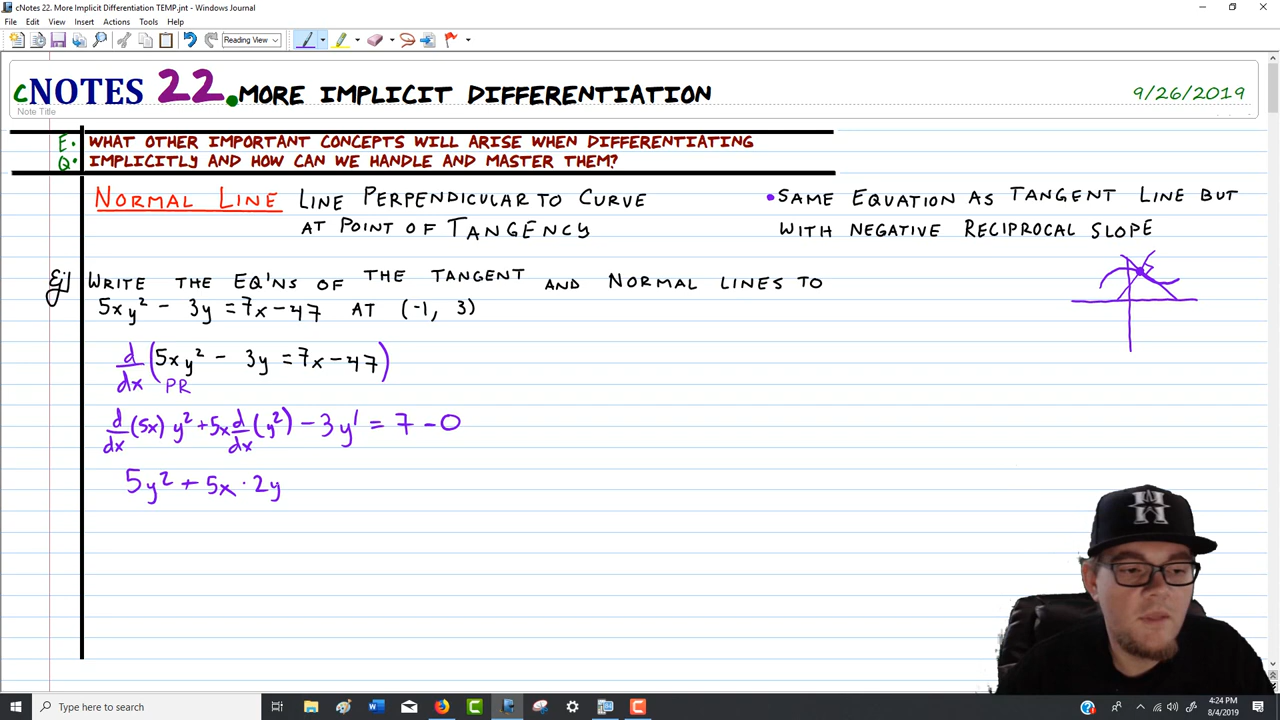 cNotes 22. More Implicit Differentiation TEMP.jnt - Windows Journal
File Edit View Insert Actions Tools Help
Reading View
cNOTES 22. MORE IMPLICIT DIFFERENTIATION
Note Title
9/26/2019
E. WHAT OTHER IMPORTANT CONCEPTS WILL ARISE WHEN DIFFERENTIATING
Q. IMPLICITLY AND HOW CAN WE HANDLE AND MASTER THEM?
NORMAL LINE LINE PERPENDICULAR TO CURVE
AT POINT OF TANGENCY
• SAME EQUATION AS TANGENT LINE BUT
WITH NEGATIVE RECIPROCAL SLOPE
Ej) WRITE THE EQ'NS OF THE TANGENT AND NORMAL LINES TO
5xy² - 3y = 7x - 47 AT (-1, 3)
d/dx (5xy² - 3y = 7x - 47)
PR
d/dx (5x) y² + 5x d/dx (y²) - 3y' = 7 - 0
5y² + 5x · 2y
Type here to search
4:24 PM
8/4/2019